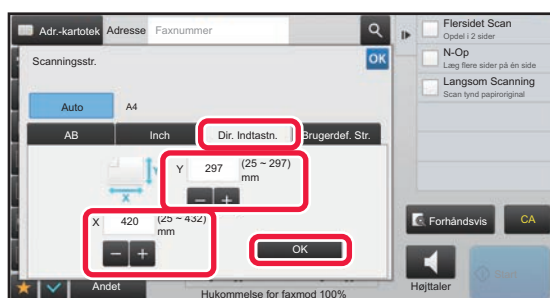 Adr.-kartotek Adresse Faxnummer
Flersidet Scan
Opdel i 2 sider
N-Op
Læg flere sider på én side
Langsom Scanning
Scan tynd papiroriginal
Scanningsstr.
OK
Auto A4
AB Inch Dir. Indtastn. Brugerdef. Str.
Y
Y 297 (25 ~ 297)
mm
X
X 420 (25 ~ 432)
mm
OK
Forhåndsvis CA
Start
Højttaler
Andet
Hukommelse for faxmod 100%